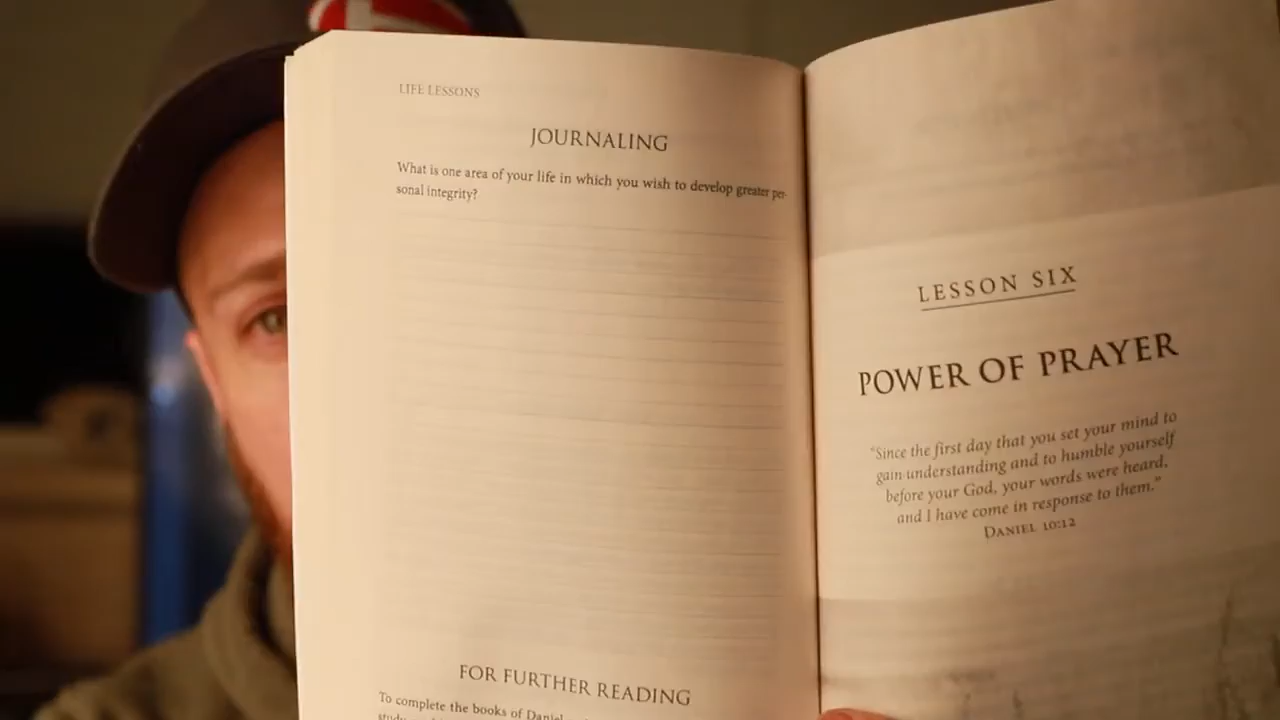 LIFE LESSONS
JOURNALING
What is one area of your life in which you wish to develop greater per-
sonal integrity?
FOR FURTHER READING
To complete the books of Daniel
LESSON SIX
POWER OF PRAYER
"Since the first day that you set your mind to
gain understanding and to humble yourself
before your God, your words were heard,
and I have come in response to them."
DANIEL 10:12